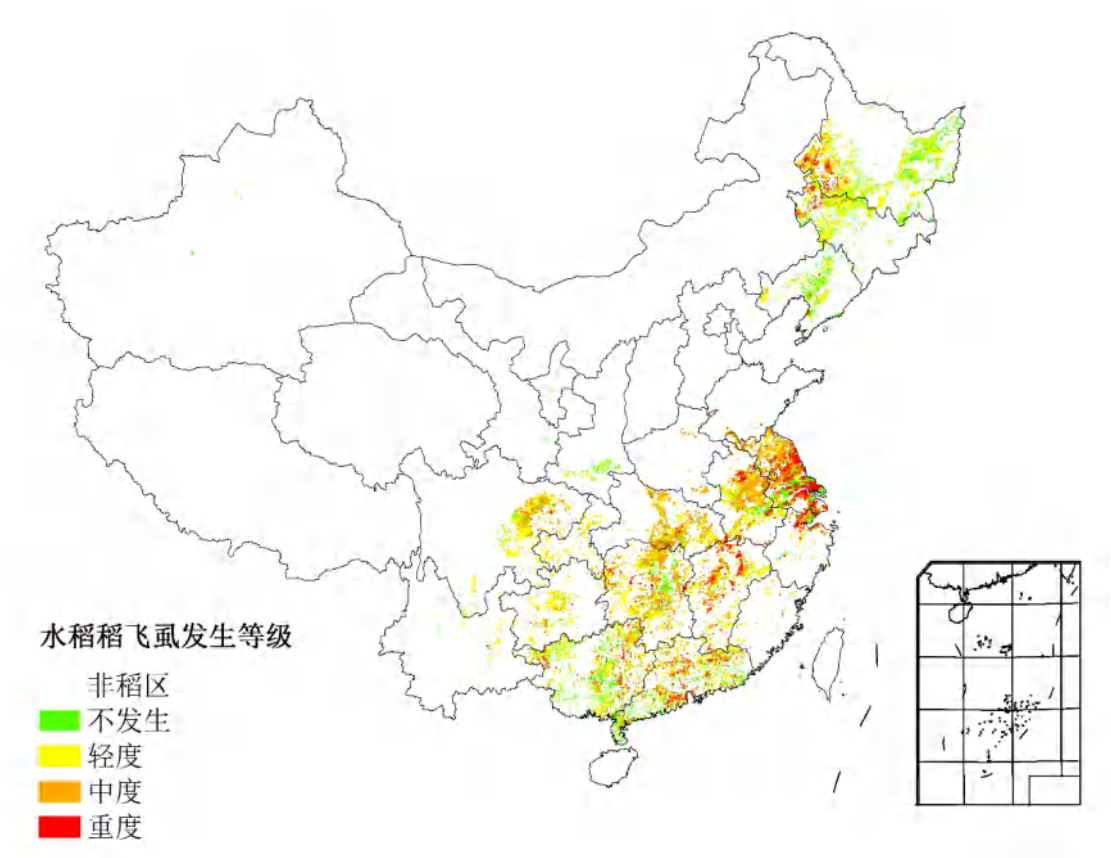 水稻稻飞虱发生等级
非稻区
不发生
轻度
中度
重度